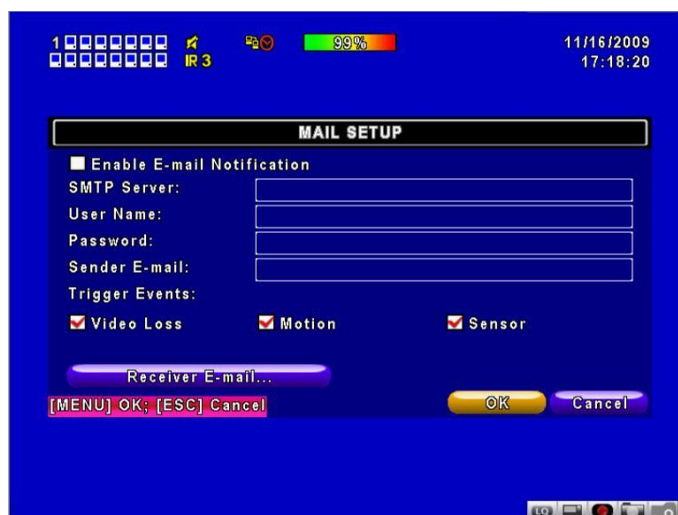 1 99% 11/16/2009
IR 3 17:18:20
MAIL SETUP
Enable E-mail Notification
SMTP Server:
User Name:
Password:
Sender E-mail:
Trigger Events:
Video Loss Motion Sensor
Receiver E-mail...
[MENU] OK; [ESC] Cancel OK Cancel
LQ